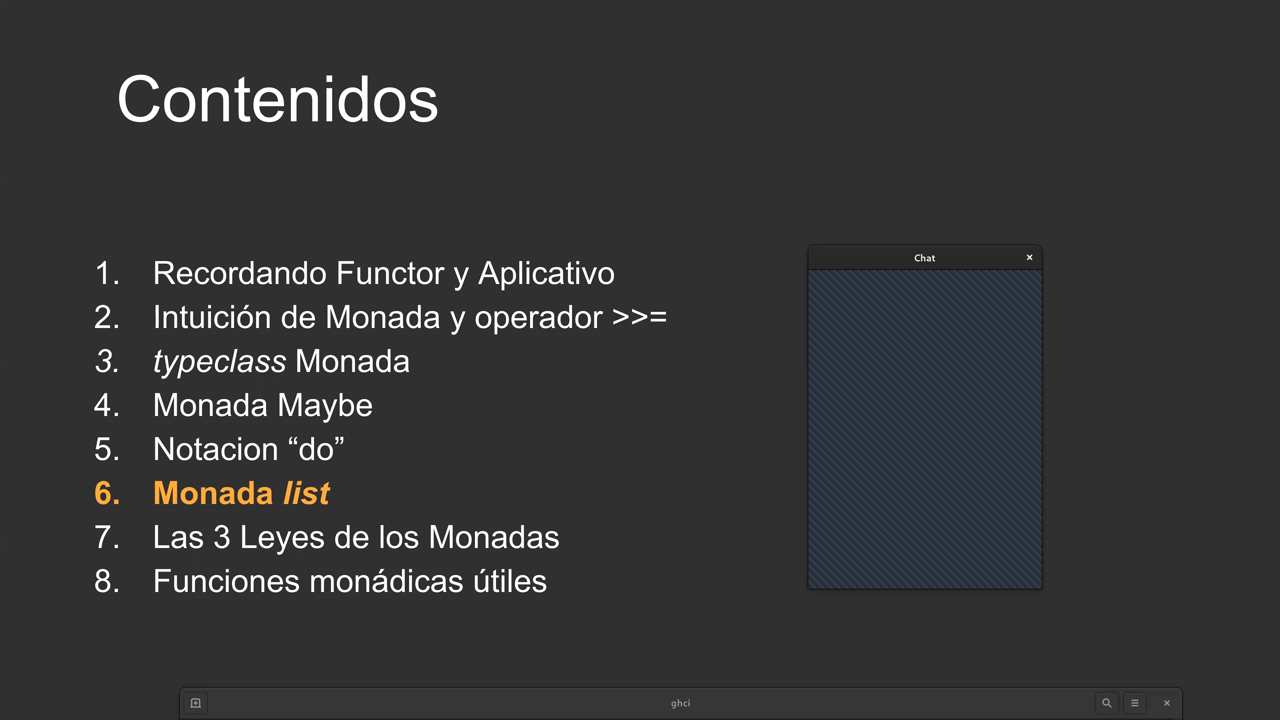 Contenidos
1. Recordando Functor y Aplicativo
2. Intuición de Monada y operador >>=
3. typeclass Monada
4. Monada Maybe
5. Notacion “do”
6. Monada list
7. Las 3 Leyes de los Monadas
8. Funciones monádicas útiles
Chat
ghci